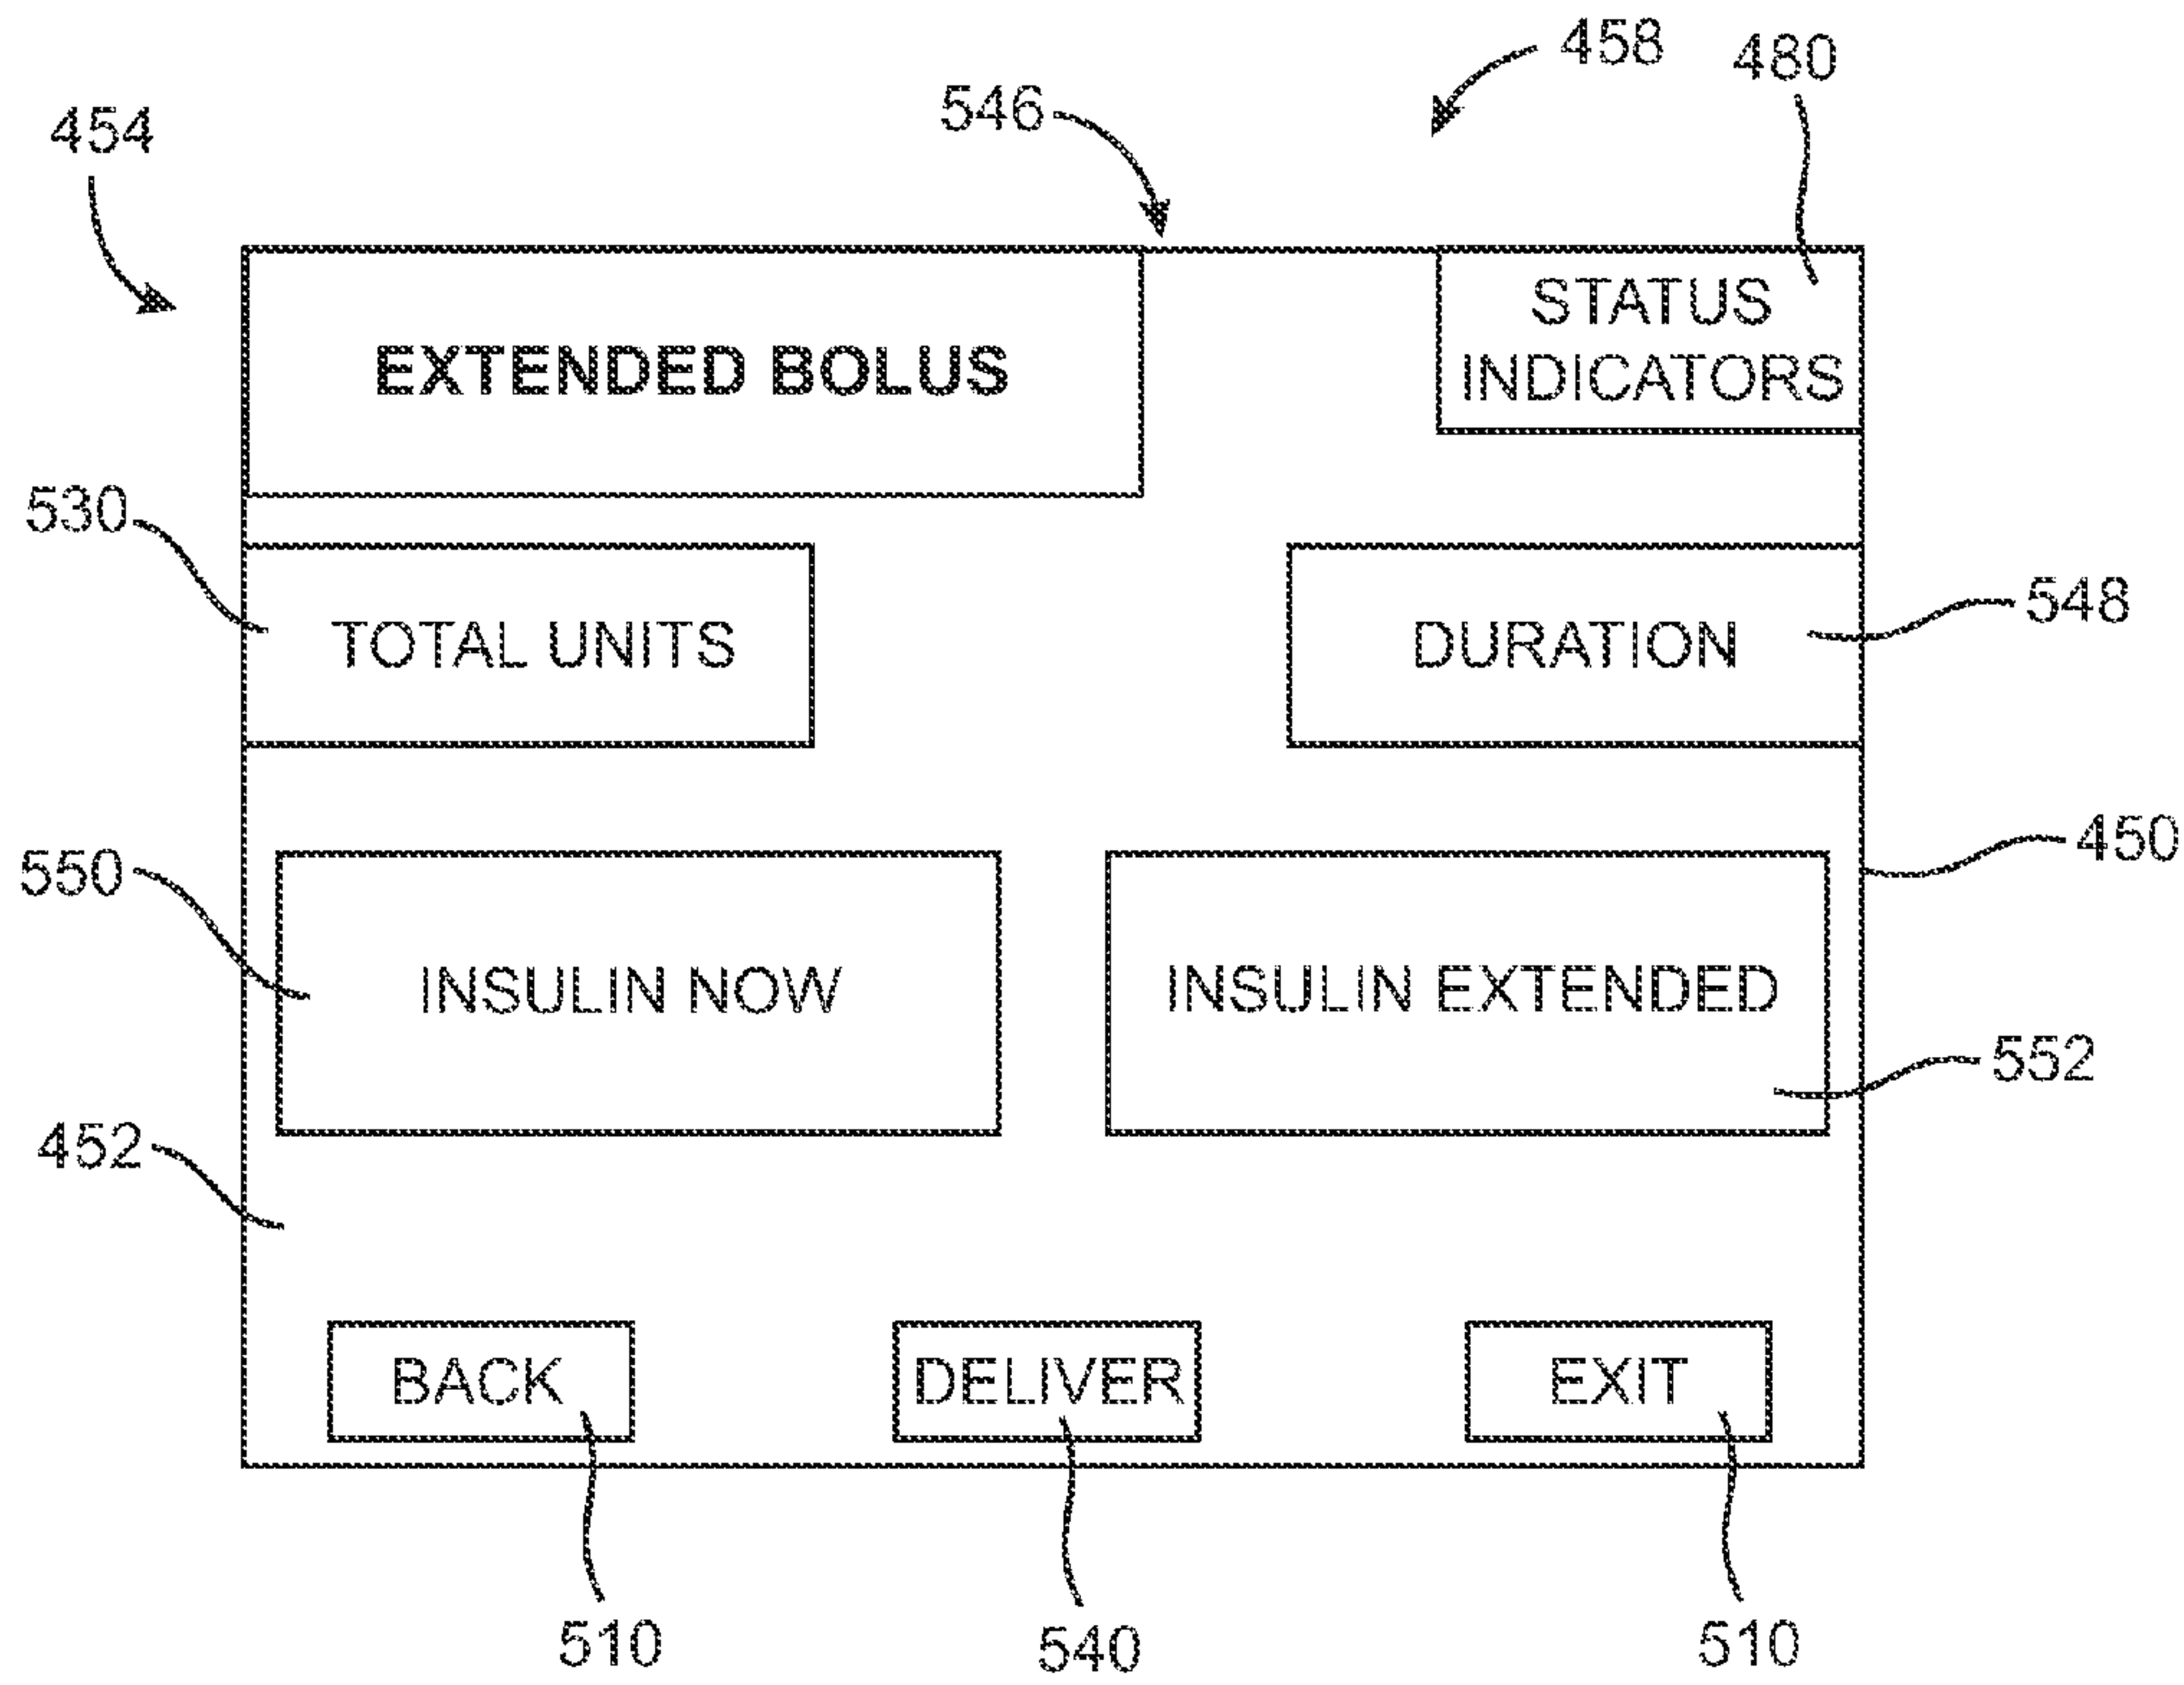 458
480
546
454
STATUS
INDICATORS
EXTENDED BOLUS
530
TOTAL UNITS
DURATION
548
450
550
INSULIN NOW
INSULIN EXTENDED
552
452
BACK
DELIVER
EXIT
510
540
510